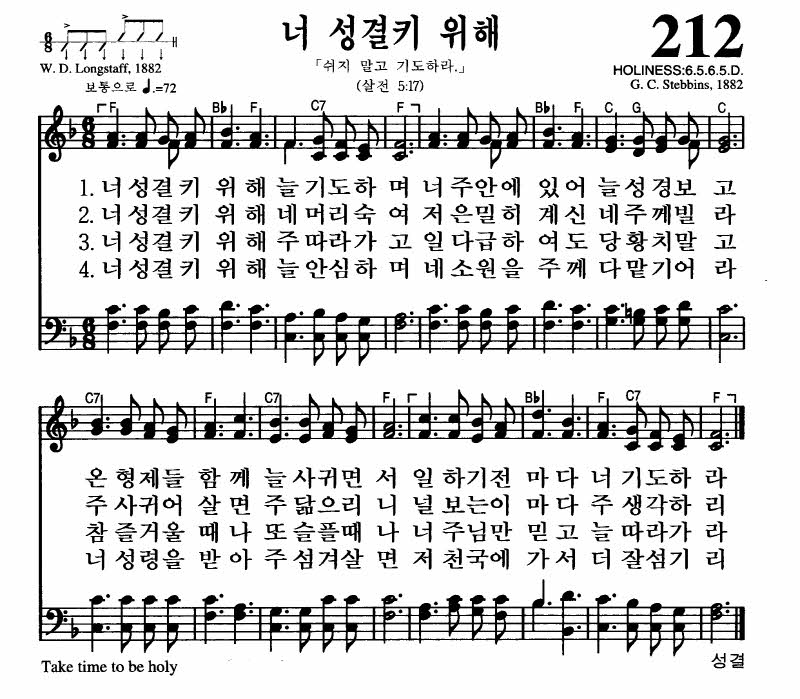 너 성결키 위해
212
W. D. Longstaff, 1882
「쉬지 말고 기도하라.」
HOLINESS:6.5.6.5.D.
보통으로 ♩.=72
(살전 5:17)
G. C. Stebbins, 1882
F Bb F C7 F Bb F C G C
1. 너 성결키 위해 늘기도하며 너주안에 있어 늘성경보고
2. 너 성결키 위해 네머리숙여 저은밀히 계신 네주께빌라
3. 너 성결키 위해 주따라가고 일다급하여도 당황치말고
4. 너 성결키 위해 늘안심하며 네소원을 주께 다맡기어라
C7 F C7 F Bb F C7 F
온 형제들 함께 늘사귀면서 일하기전 마다 너기도하라
주 사귀어 살면 주닮으리니 널보는이 마다 주생각하리
참 즐거울 때나 또슬플때나 너주님만 믿고 늘따라가라
너 성령을 받아 주섬겨살면 저천국에 가서 더잘섬기리
Take time to be holy
성결